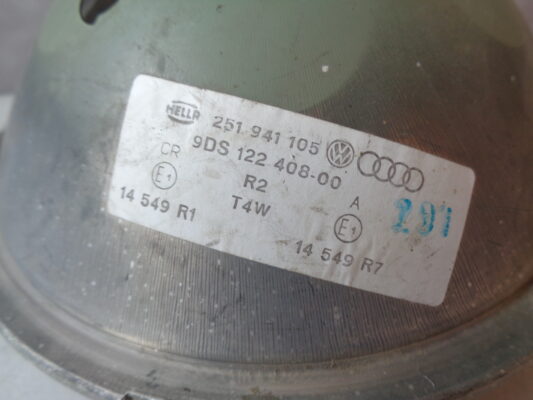 HELLA 251 941 105
CR 9DS 122 408-00
E1 R2 A
14 549 R1 T4W E1
14 549 R7
291